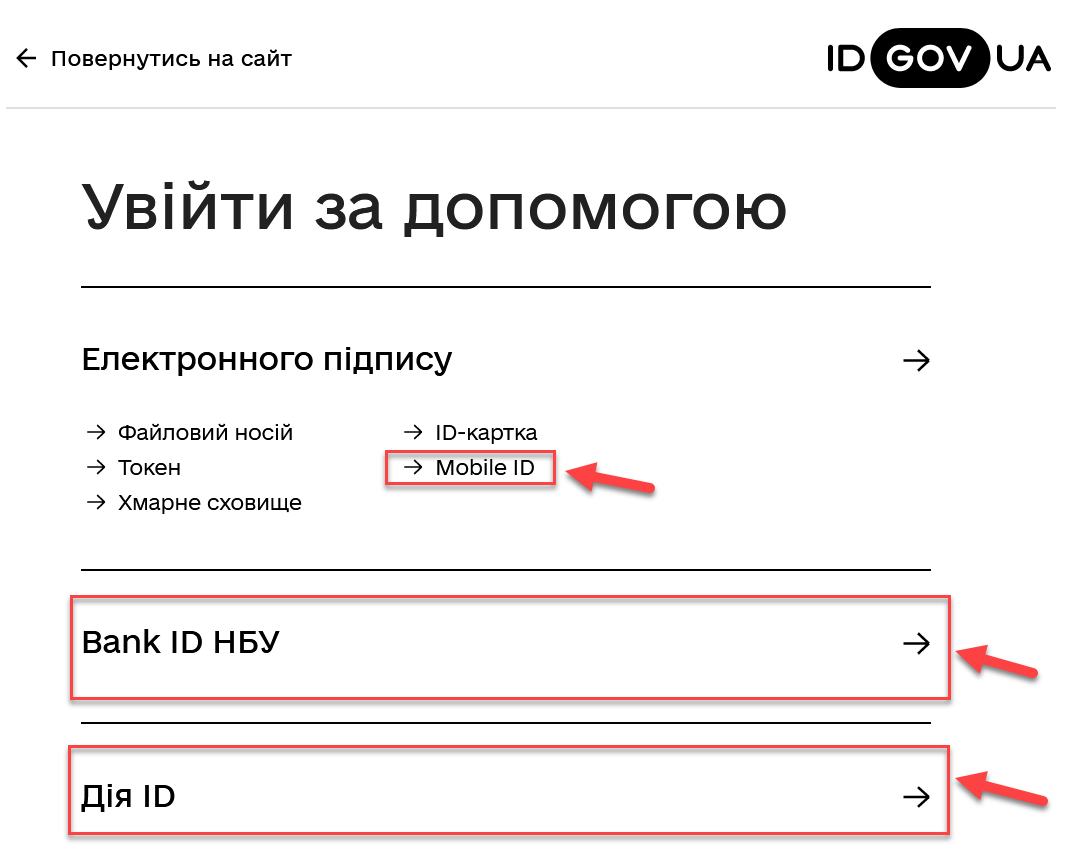 Повернутись на сайт
ID GOV UA
Увійти за допомогою
Електронного підпису
Файловий носій
ID-картка
Токен
Mobile ID
Хмарне сховище
Bank ID НБУ
Дія ID